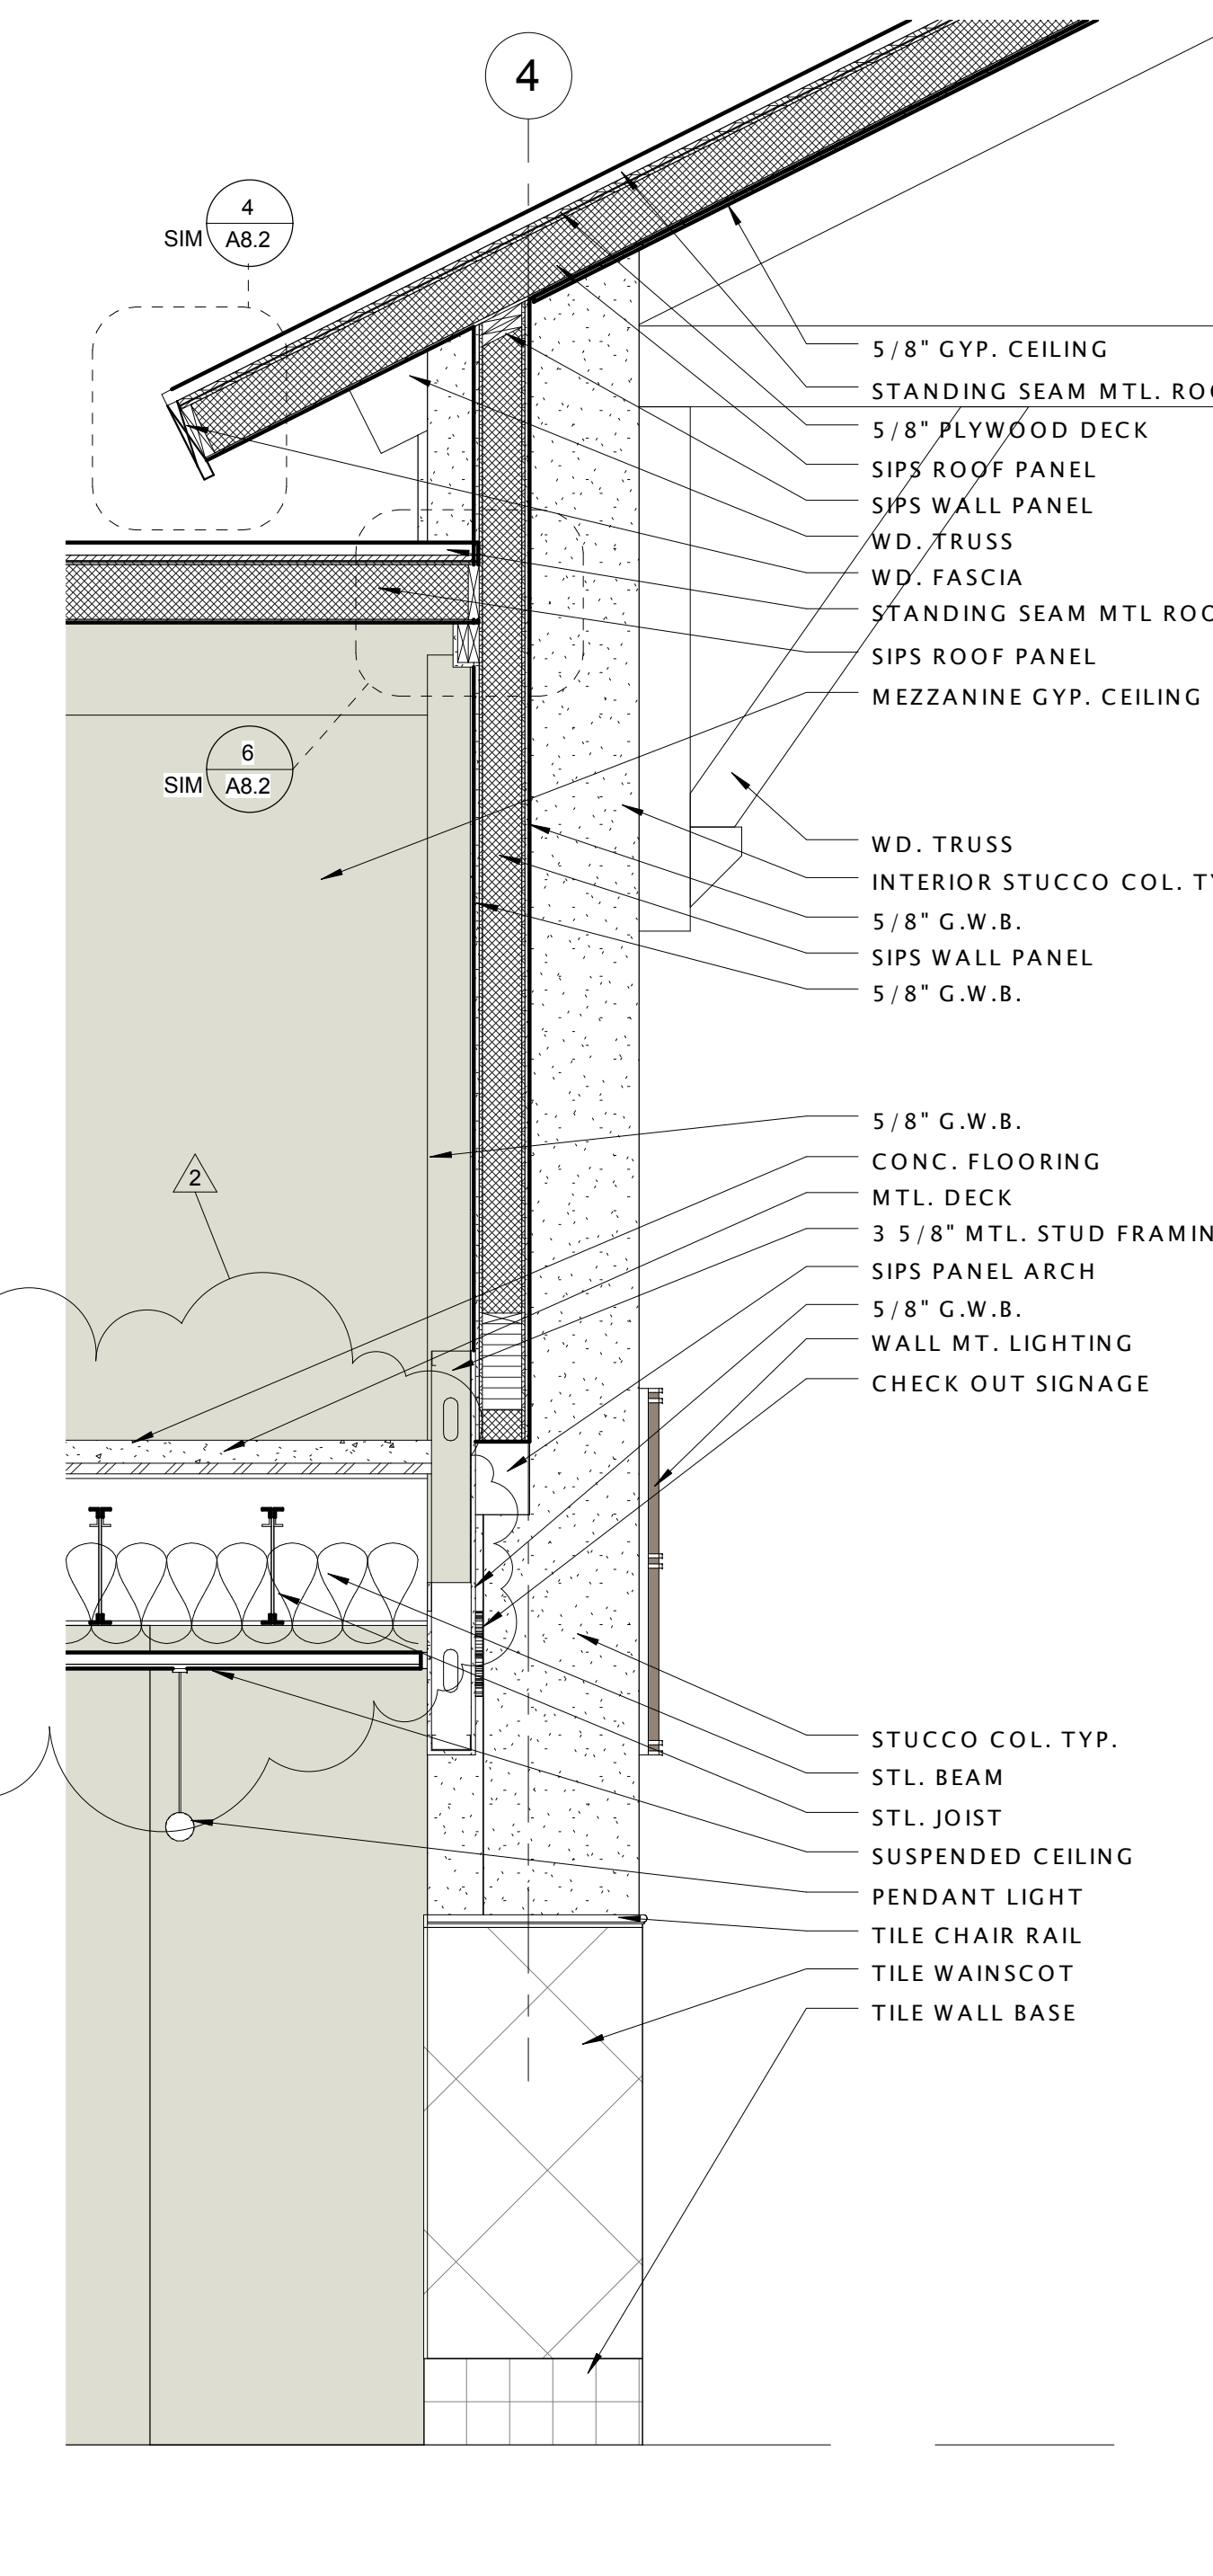 4
4
SIM
A8.2
5/8" GYP. CEILING
STANDING SEAM MTL. ROO
5/8" PLYWOOD DECK
SIPS ROOF PANEL
SIPS WALL PANEL
WD. TRUSS
WD. FASCIA
STANDING SEAM MTL ROO
SIPS ROOF PANEL
MEZZANINE GYP. CEILING
6
SIM
A8.2
WD. TRUSS
INTERIOR STUCCO COL. TY
5/8" G.W.B.
SIPS WALL PANEL
5/8" G.W.B.
5/8" G.W.B.
CONC. FLOORING
2
MTL. DECK
3 5/8" MTL. STUD FRAMIN
SIPS PANEL ARCH
5/8" G.W.B.
WALL MT. LIGHTING
CHECK OUT SIGNAGE
STUCCO COL. TYP.
STL. BEAM
STL. JOIST
SUSPENDED CEILING
PENDANT LIGHT
TILE CHAIR RAIL
TILE WAINSCOT
TILE WALL BASE